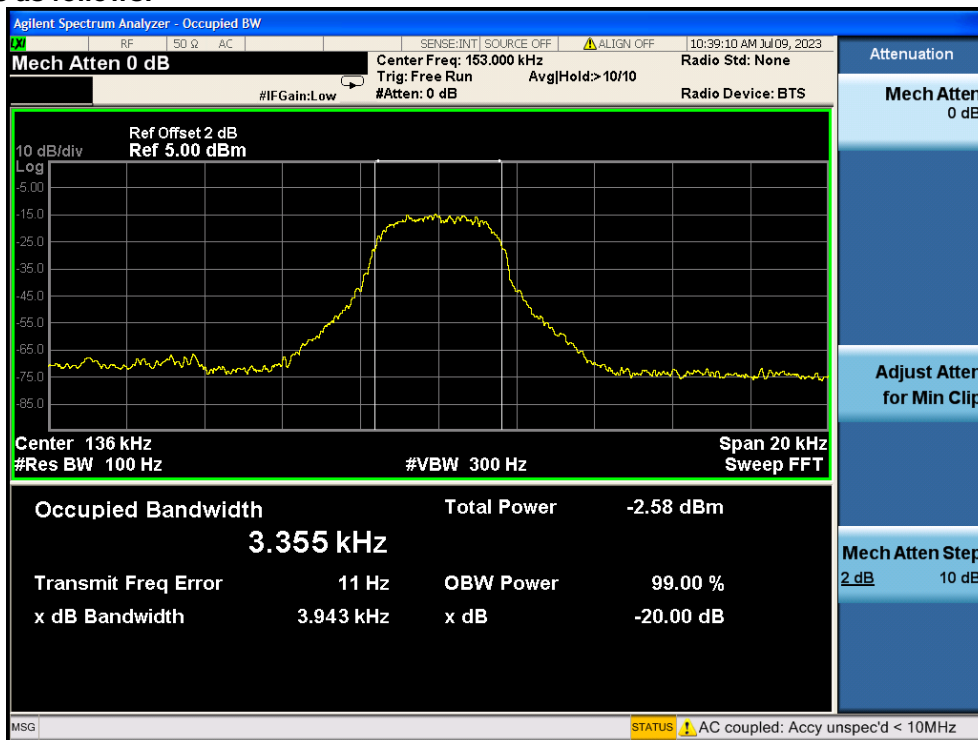 as follows:
Agilent Spectrum Analyzer - Occupied BW
LXI RF 50 Ω AC SENSE:INT SOURCE OFF ALIGN OFF 10:39:10 AM Jul 09, 2023
Mech Atten 0 dB
Center Freq: 153.000 kHz
Radio Std: None
Trig: Free Run Avg|Hold:>10/10
#IFGain:Low
#Atten: 0 dB
Radio Device: BTS
Ref Offset 2 dB
10 dB/div Ref 5.00 dBm
Log
-5.00
-15.0
-25.0
-35.0
-45.0
-55.0
-65.0
-75.0
-85.0
Center 136 kHz
Span 20 kHz
#Res BW 100 Hz
#VBW 300 Hz
Sweep FFT
Occupied Bandwidth
Total Power -2.58 dBm
3.355 kHz
Transmit Freq Error 11 Hz
OBW Power 99.00 %
x dB Bandwidth 3.943 kHz
x dB -20.00 dB
MSG
STATUS AC coupled: Accy unspec'd < 10MHz
Attenuation
Mech Atten
0 dB
Adjust Atten
for Min Clip
Mech Atten Step
2 dB 10 dB